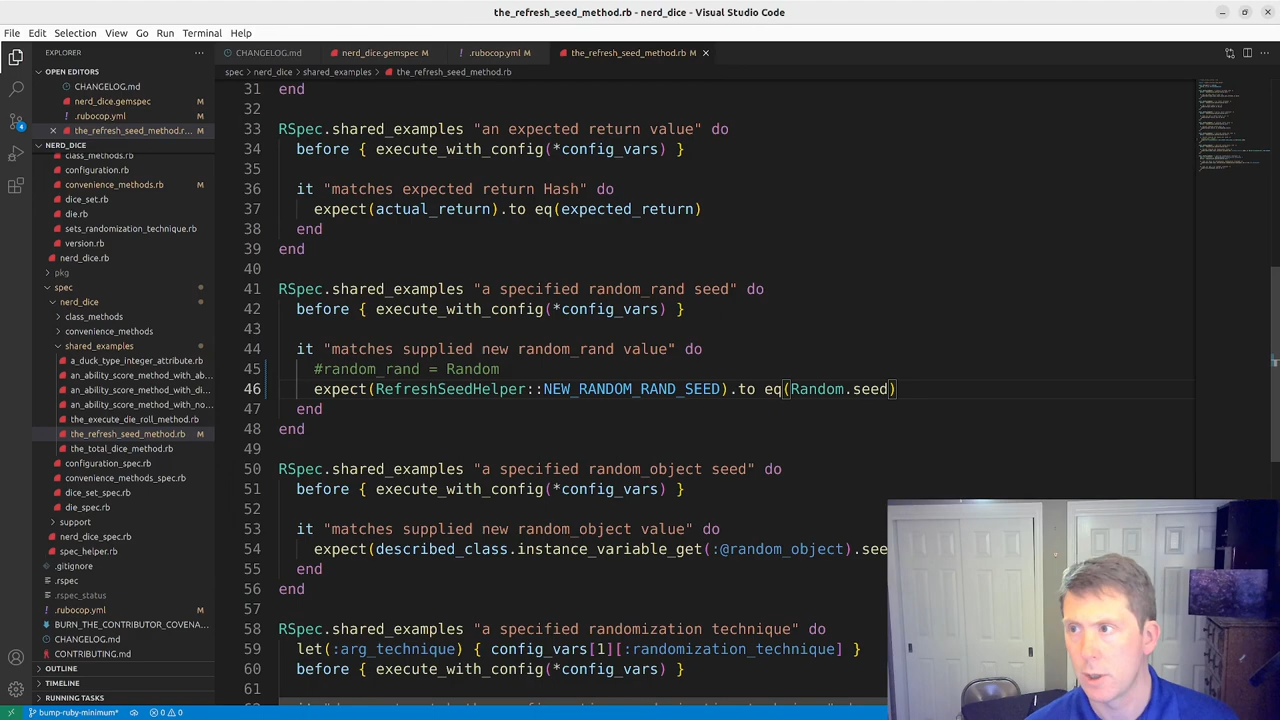 the_refresh_seed_method.rb - nerd_dice - Visual Studio Code
File Edit Selection View Go Run Terminal Help
EXPLORER
CHANGELOG.md
nerd_dice.gemspec M
.rubocop.yml M
the_refresh_seed_method.rb M
spec > nerd_dice > shared_examples > the_refresh_seed_method.rb
OPEN EDITORS
CHANGELOG.md
nerd_dice.gemspec M
.rubocop.yml M
the_refresh_seed_method.r... M
NERD_DICE
class_methods.rb
configuration.rb
convenience_methods.rb M
dice_set.rb
die.rb
sets_randomization_technique.rb
version.rb
nerd_dice.rb
pkg
spec
nerd_dice
class_methods
convenience_methods
shared_examples
a_duck_type_integer_attribute.rb
an_ability_score_method_with_ab...
an_ability_score_method_with_di...
an_ability_score_method_with_no...
the_execute_die_roll_method.rb
the_refresh_seed_method.rb M
the_total_dice_method.rb
configuration_spec.rb
convenience_methods_spec.rb
dice_set_spec.rb
die_spec.rb
support
nerd_dice_spec.rb
spec_helper.rb
.gitignore
.rspec
.rspec_status
.rubocop.yml M
BURN_THE_CONTRIBUTOR_COVENA...
CHANGELOG.md
CONTRIBUTING.md
OUTLINE
TIMELINE
RUNNING TASKS
31 end
32
33 RSpec.shared_examples "an expected return value" do
34 before { execute_with_config(*config_vars) }
35
36 it "matches expected return Hash" do
37 expect(actual_return).to eq(expected_return)
38 end
39 end
40
41 RSpec.shared_examples "a specified random_rand seed" do
42 before { execute_with_config(*config_vars) }
43
44 it "matches supplied new random_rand value" do
45 #random_rand = Random
46 expect(RefreshSeedHelper::NEW_RANDOM_RAND_SEED).to eq(Random.seed)
47 end
48 end
49
50 RSpec.shared_examples "a specified random_object seed" do
51 before { execute_with_config(*config_vars) }
52
53 it "matches supplied new random_object value" do
54 expect(described_class.instance_variable_get(:@random_object).see
55 end
56 end
57
58 RSpec.shared_examples "a specified randomization technique" do
59 let(:arg_technique) { config_vars[1][:randomization_technique] }
60 before { execute_with_config(*config_vars) }
61
bump-ruby-minimum* 0 0